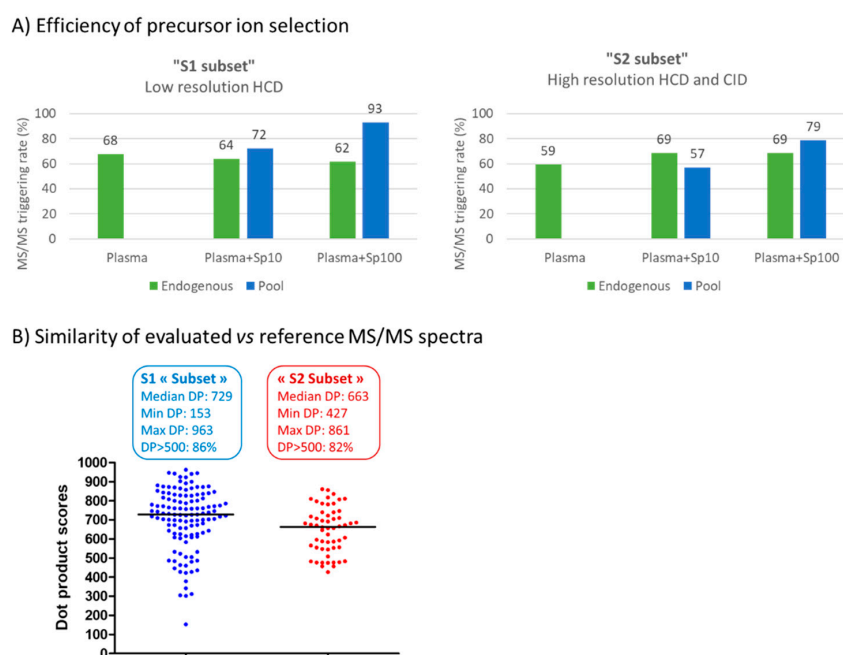 A) Efficiency of precursor ion selection
"S1 subset"
Low resolution HCD
MS/MS triggering rate (%)
100
80
60
40
20
0
68
64
72
62
93
Plasma
Plasma+Sp10
Plasma+Sp100
Endogenous
Pool
"S2 subset"
High resolution HCD and CID
MS/MS triggering rate (%)
100
80
60
40
20
0
59
69
57
69
79
Plasma
Plasma+Sp10
Plasma+Sp100
Endogenous
Pool
B) Similarity of evaluated vs reference MS/MS spectra
S1 « Subset »
Median DP: 729
Min DP: 153
Max DP: 963
DP>500: 86%
« S2 Subset »
Median DP: 663
Min DP: 427
Max DP: 861
DP>500: 82%
Dot product scores
1000
900
800
700
600
500
400
300
200
100
0